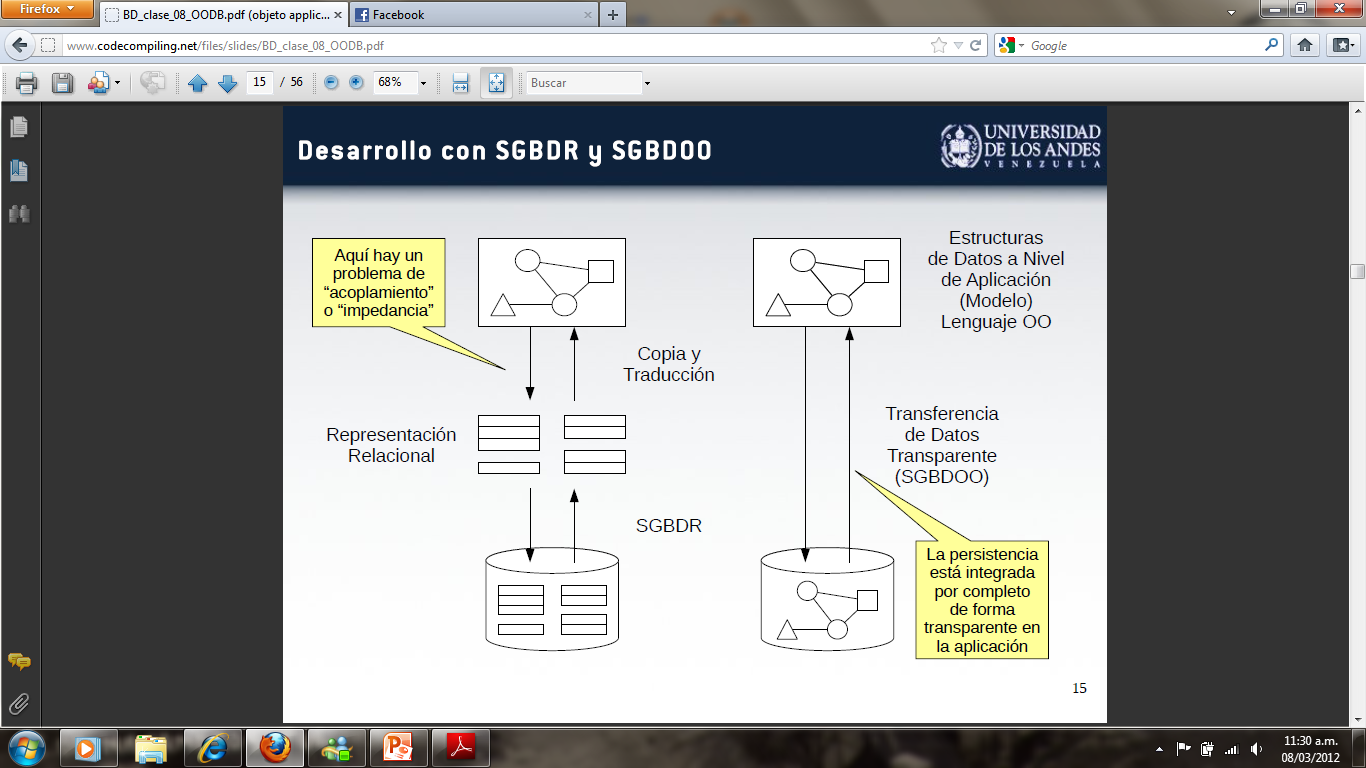 Firefox
BD_clase_08_OODB.pdf (objeto applic...
Facebook
www.codecompiling.net/files/slides/BD_clase_08_OODB.pdf
Google
15 / 56
68%
Buscar
Desarrollo con SGBDR y SGBDOO
UNIVERSIDAD
DE LOS ANDES
VENEZUELA
Aquí hay un
problema de
“acoplamiento”
o “impedancia”
Estructuras
de Datos a Nivel
de Aplicación
(Modelo)
Lenguaje OO
Copia y
Traducción
Representación
Relacional
Transferencia
de Datos
Transparente
(SGBDOO)
SGBDR
La persistencia
está integrada
por completo
de forma
transparente en
la aplicación
15
11:30 a.m.
08/03/2012